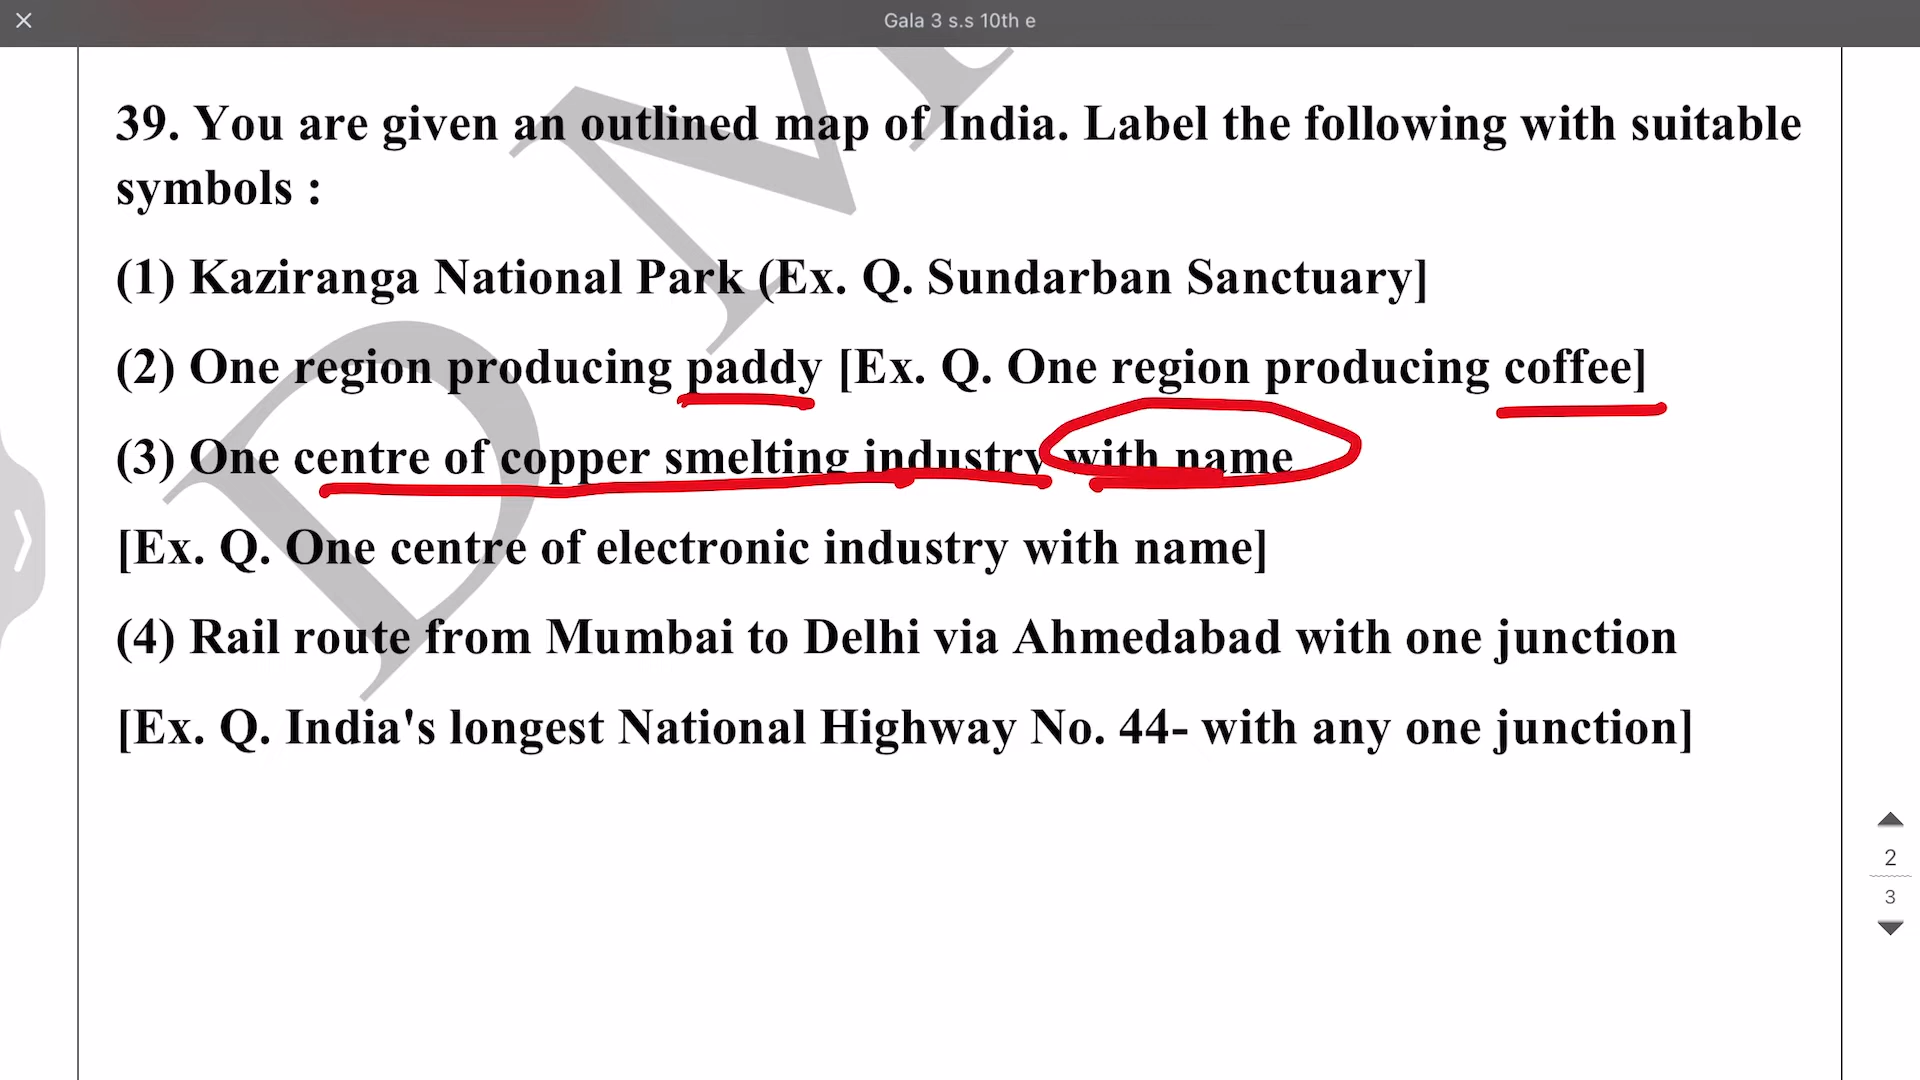 Gala 3 s.s 10th e
39. You are given an outlined map of India. Label the following with suitable
symbols :
(1) Kaziranga National Park (Ex. Q. Sundarban Sanctuary]
(2) One region producing paddy [Ex. Q. One region producing coffee]
(3) One centre of copper smelting industry with name
[Ex. Q. One centre of electronic industry with name]
(4) Rail route from Mumbai to Delhi via Ahmedabad with one junction
[Ex. Q. India's longest National Highway No. 44- with any one junction]
2
3
D M